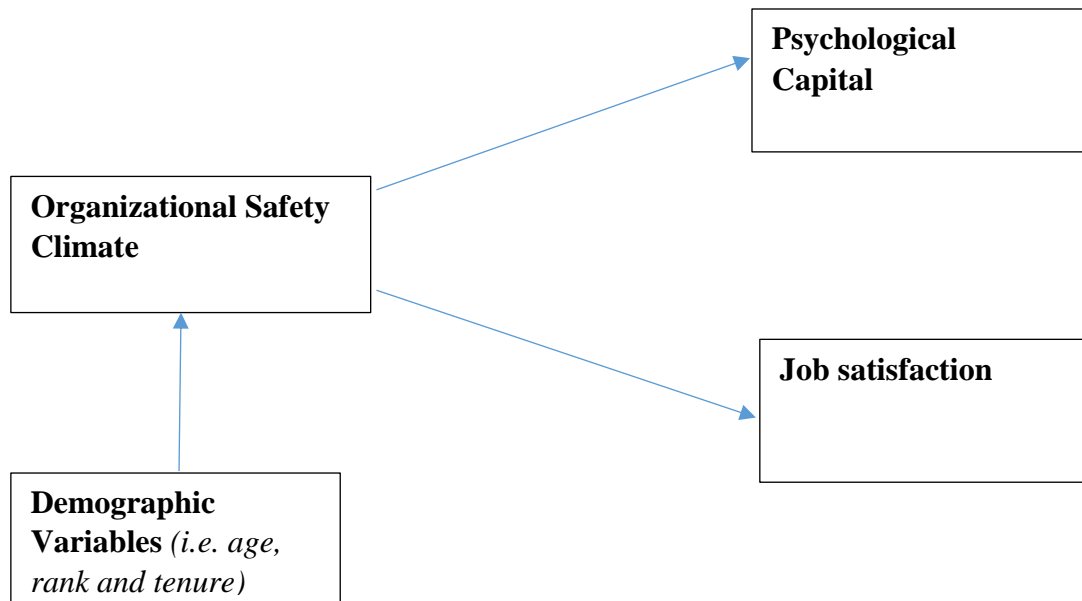 Psychological
Capital
Organizational Safety
Climate
Job satisfaction
Demographic
Variables (i.e. age,
rank and tenure)